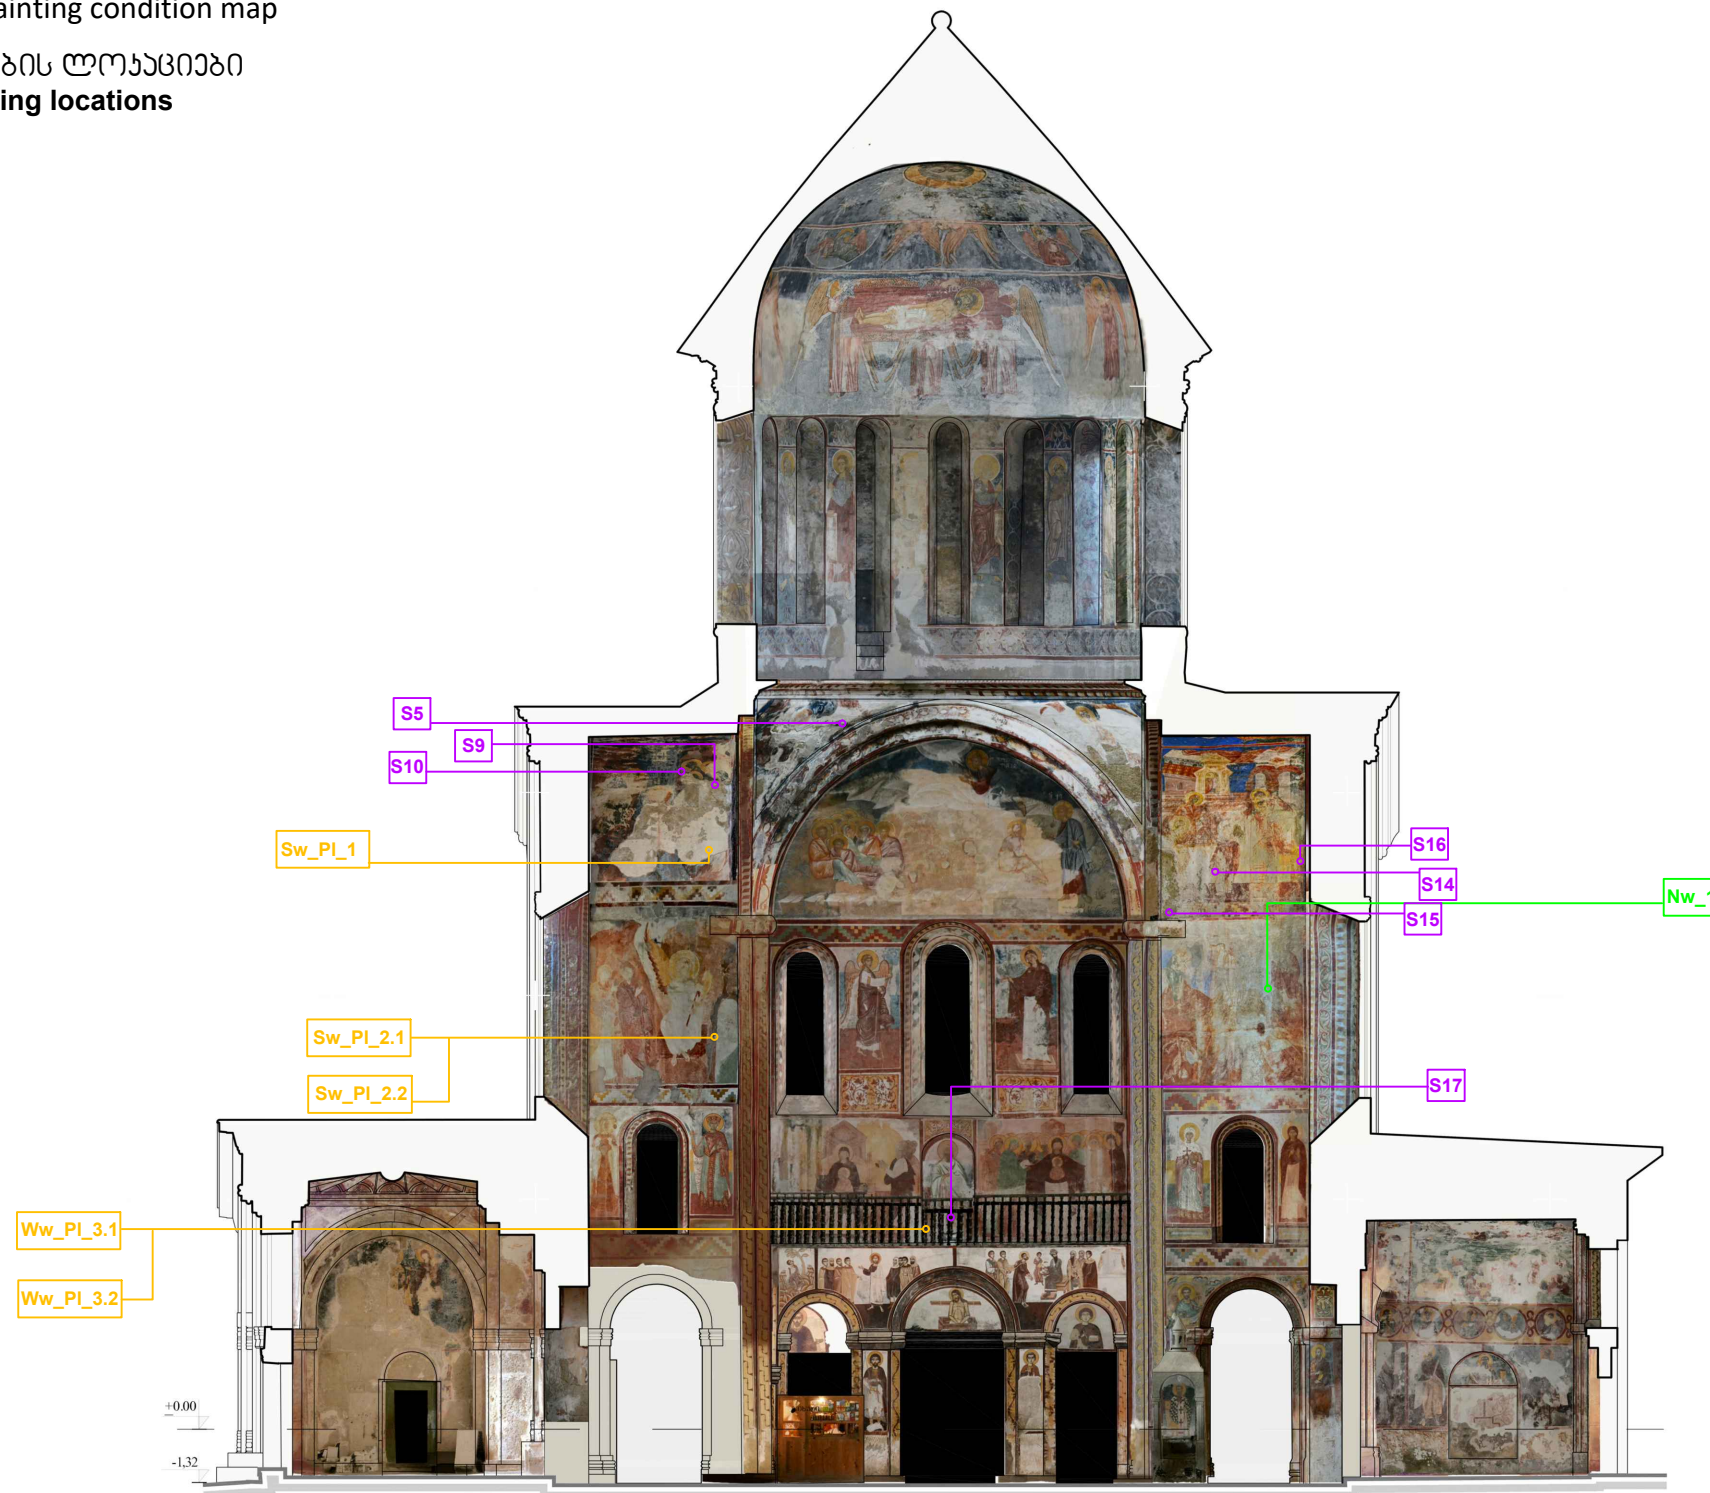 ainting condition map
ბის ლოკაციები
ing locations
S5
S9
S10
Sw_Pl_1
S16
S14
Nw_1
S15
Sw_Pl_2.1
Sw_Pl_2.2
S17
Ww_Pl_3.1
Ww_Pl_3.2
+0.00
-1,32